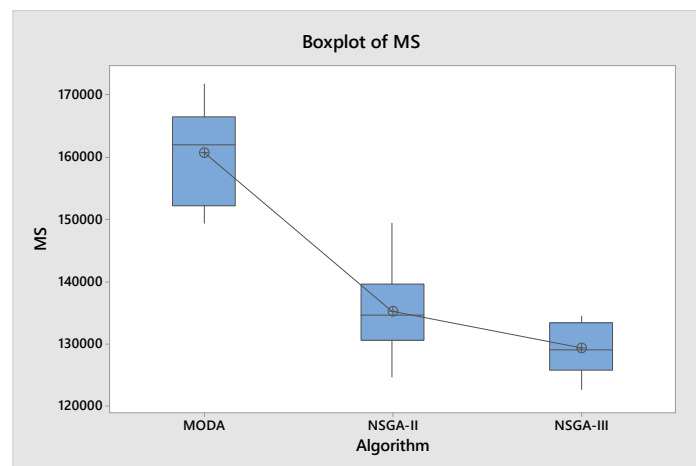 Boxplot of MS
170000
160000
150000
140000
130000
120000
MS
MODA
NSGA-II
NSGA-III
Algorithm